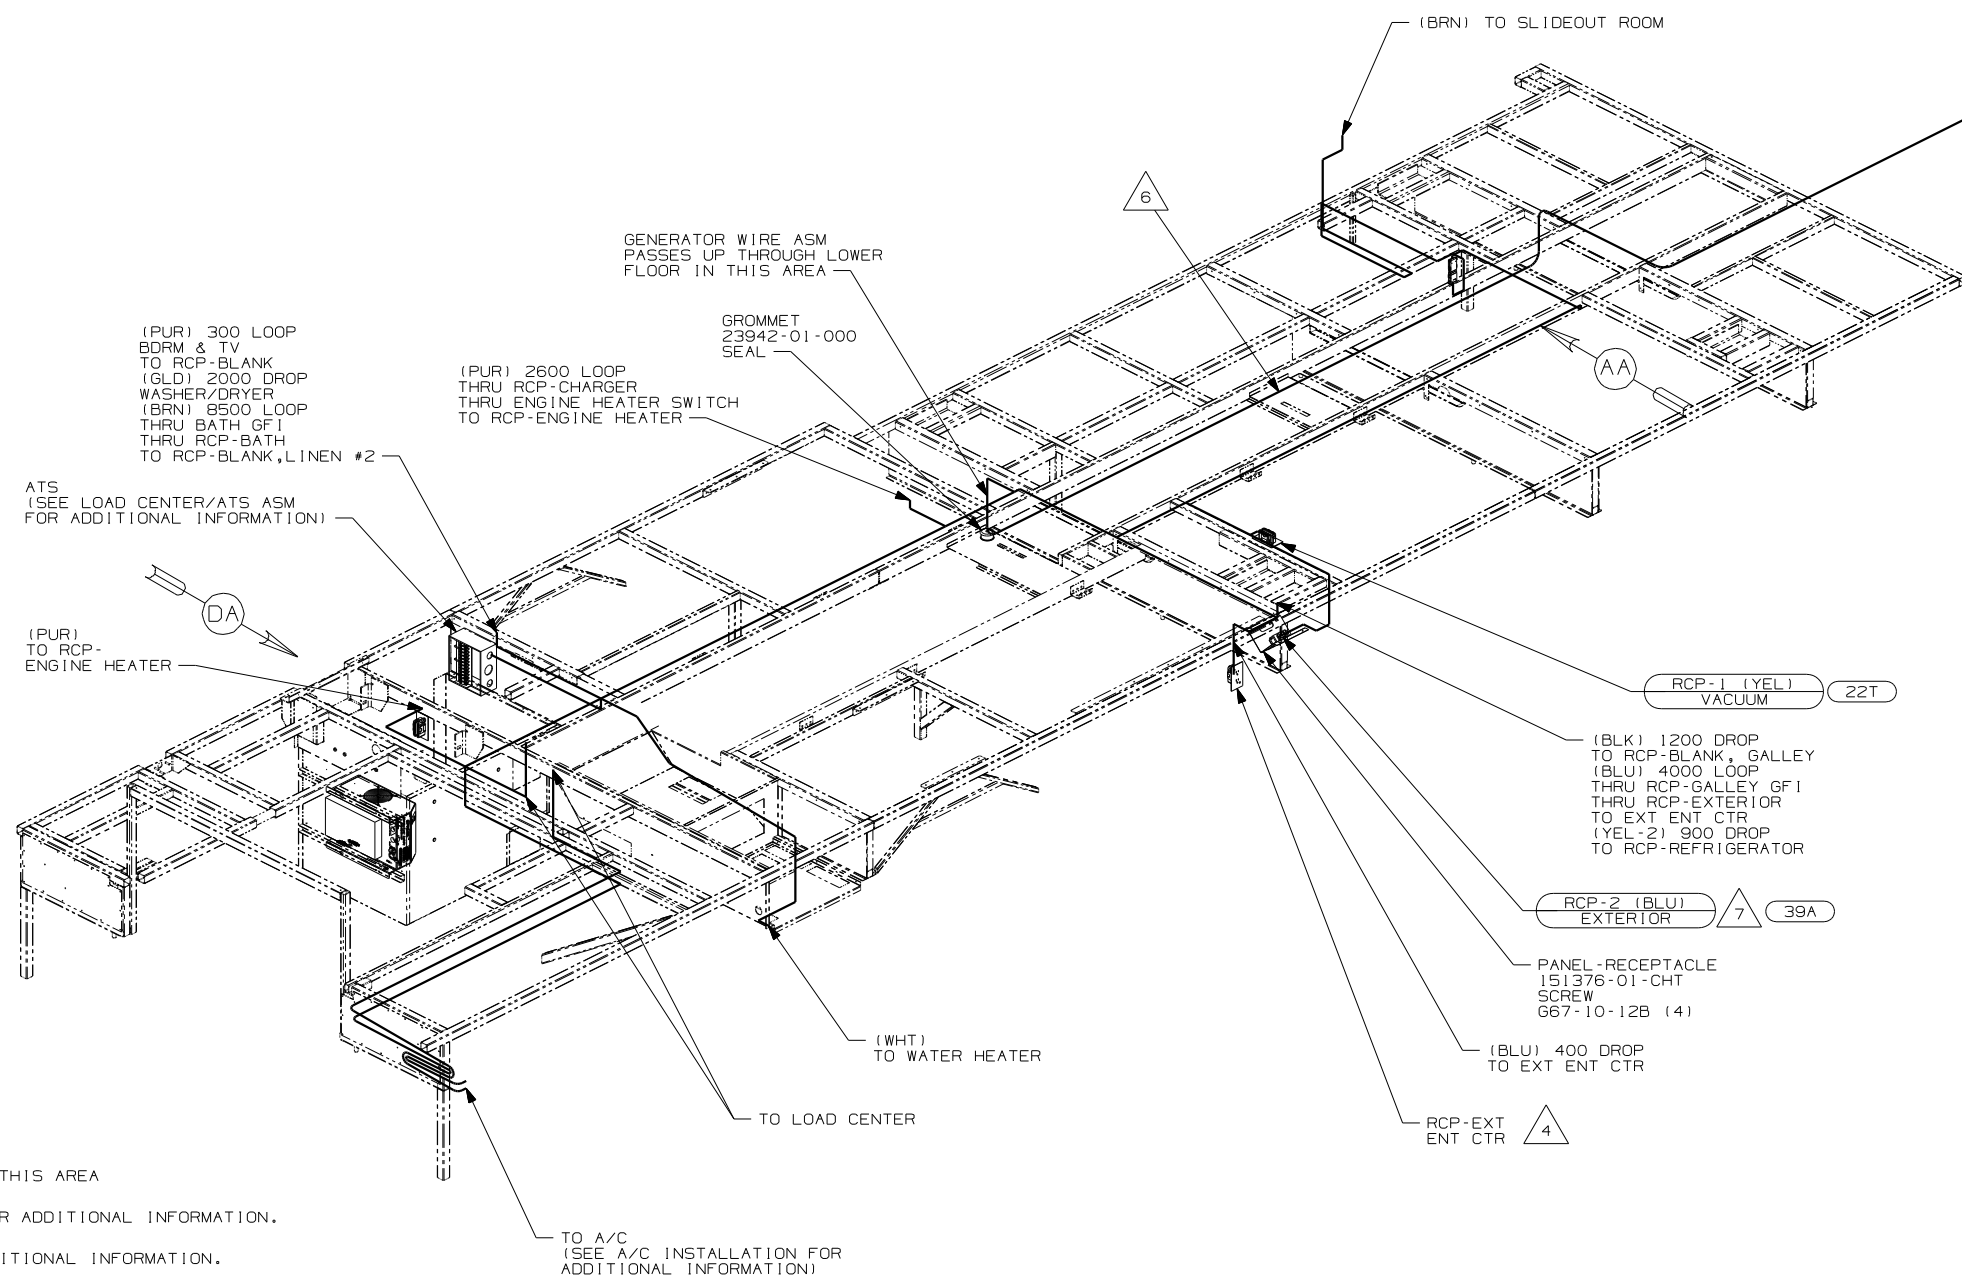 (BRN) TO SLIDEOUT ROOM
6
GENERATOR WIRE ASM
PASSES UP THROUGH LOWER
FLOOR IN THIS AREA
GROMMET
23942-01-000
SEAL
(PUR) 300 LOOP
BDRM & TV
TO RCP-BLANK
(GLD) 2000 DROP
WASHER/DRYER
(BRN) 8500 LOOP
THRU BATH GFI
THRU RCP-BATH
TO RCP-BLANK,LINEN #2
(PUR) 2600 LOOP
THRU RCP-CHARGER
THRU ENGINE HEATER SWITCH
TO RCP-ENGINE HEATER
AA
ATS
(SEE LOAD CENTER/ATS ASM
FOR ADDITIONAL INFORMATION)
DA
(PUR)
TO RCP-
ENGINE HEATER
RCP-1 (YEL)
VACUUM
22T
(BLK) 1200 DROP
TO RCP-BLANK, GALLEY
(BLU) 4000 LOOP
THRU RCP-GALLEY GFI
THRU RCP-EXTERIOR
TO EXT ENT CTR
(YEL-2) 900 DROP
TO RCP-REFRIGERATOR
RCP-2 (BLU)
EXTERIOR
7
39A
PANEL-RECEPTACLE
151376-01-CHT
SCREW
G67-10-12B (4)
(BLU) 400 DROP
TO EXT ENT CTR
RCP-EXT
ENT CTR
4
(WHT)
TO WATER HEATER
TO LOAD CENTER
TO A/C
(SEE A/C INSTALLATION FOR
ADDITIONAL INFORMATION)
THIS AREA
R ADDITIONAL INFORMATION.
ITIONAL INFORMATION.